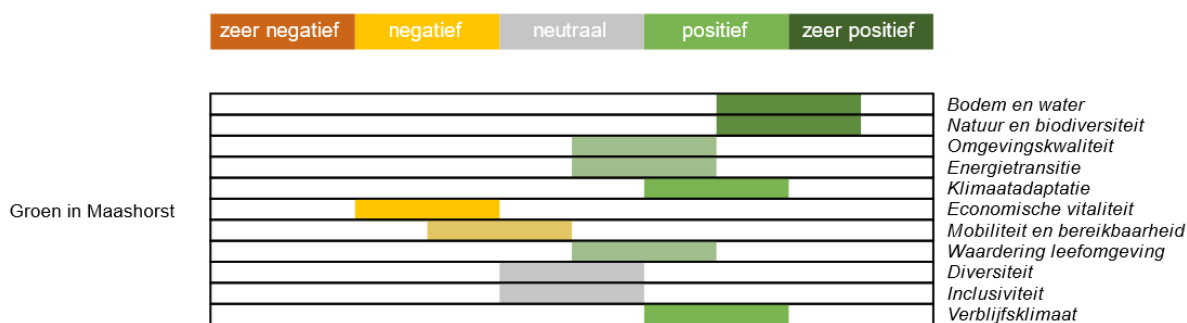 zeer negatief negatief neutraal positief zeer positief
Bodem en water
Natuur en biodiversiteit
Omgevingskwaliteit
Energietransitie
Klimaatadaptatie
Groen in Maashorst
Economische vitaliteit
Mobiliteit en bereikbaarheid
Waardering leefomgeving
Diversiteit
Inclusiviteit
Verblijfsklimaat